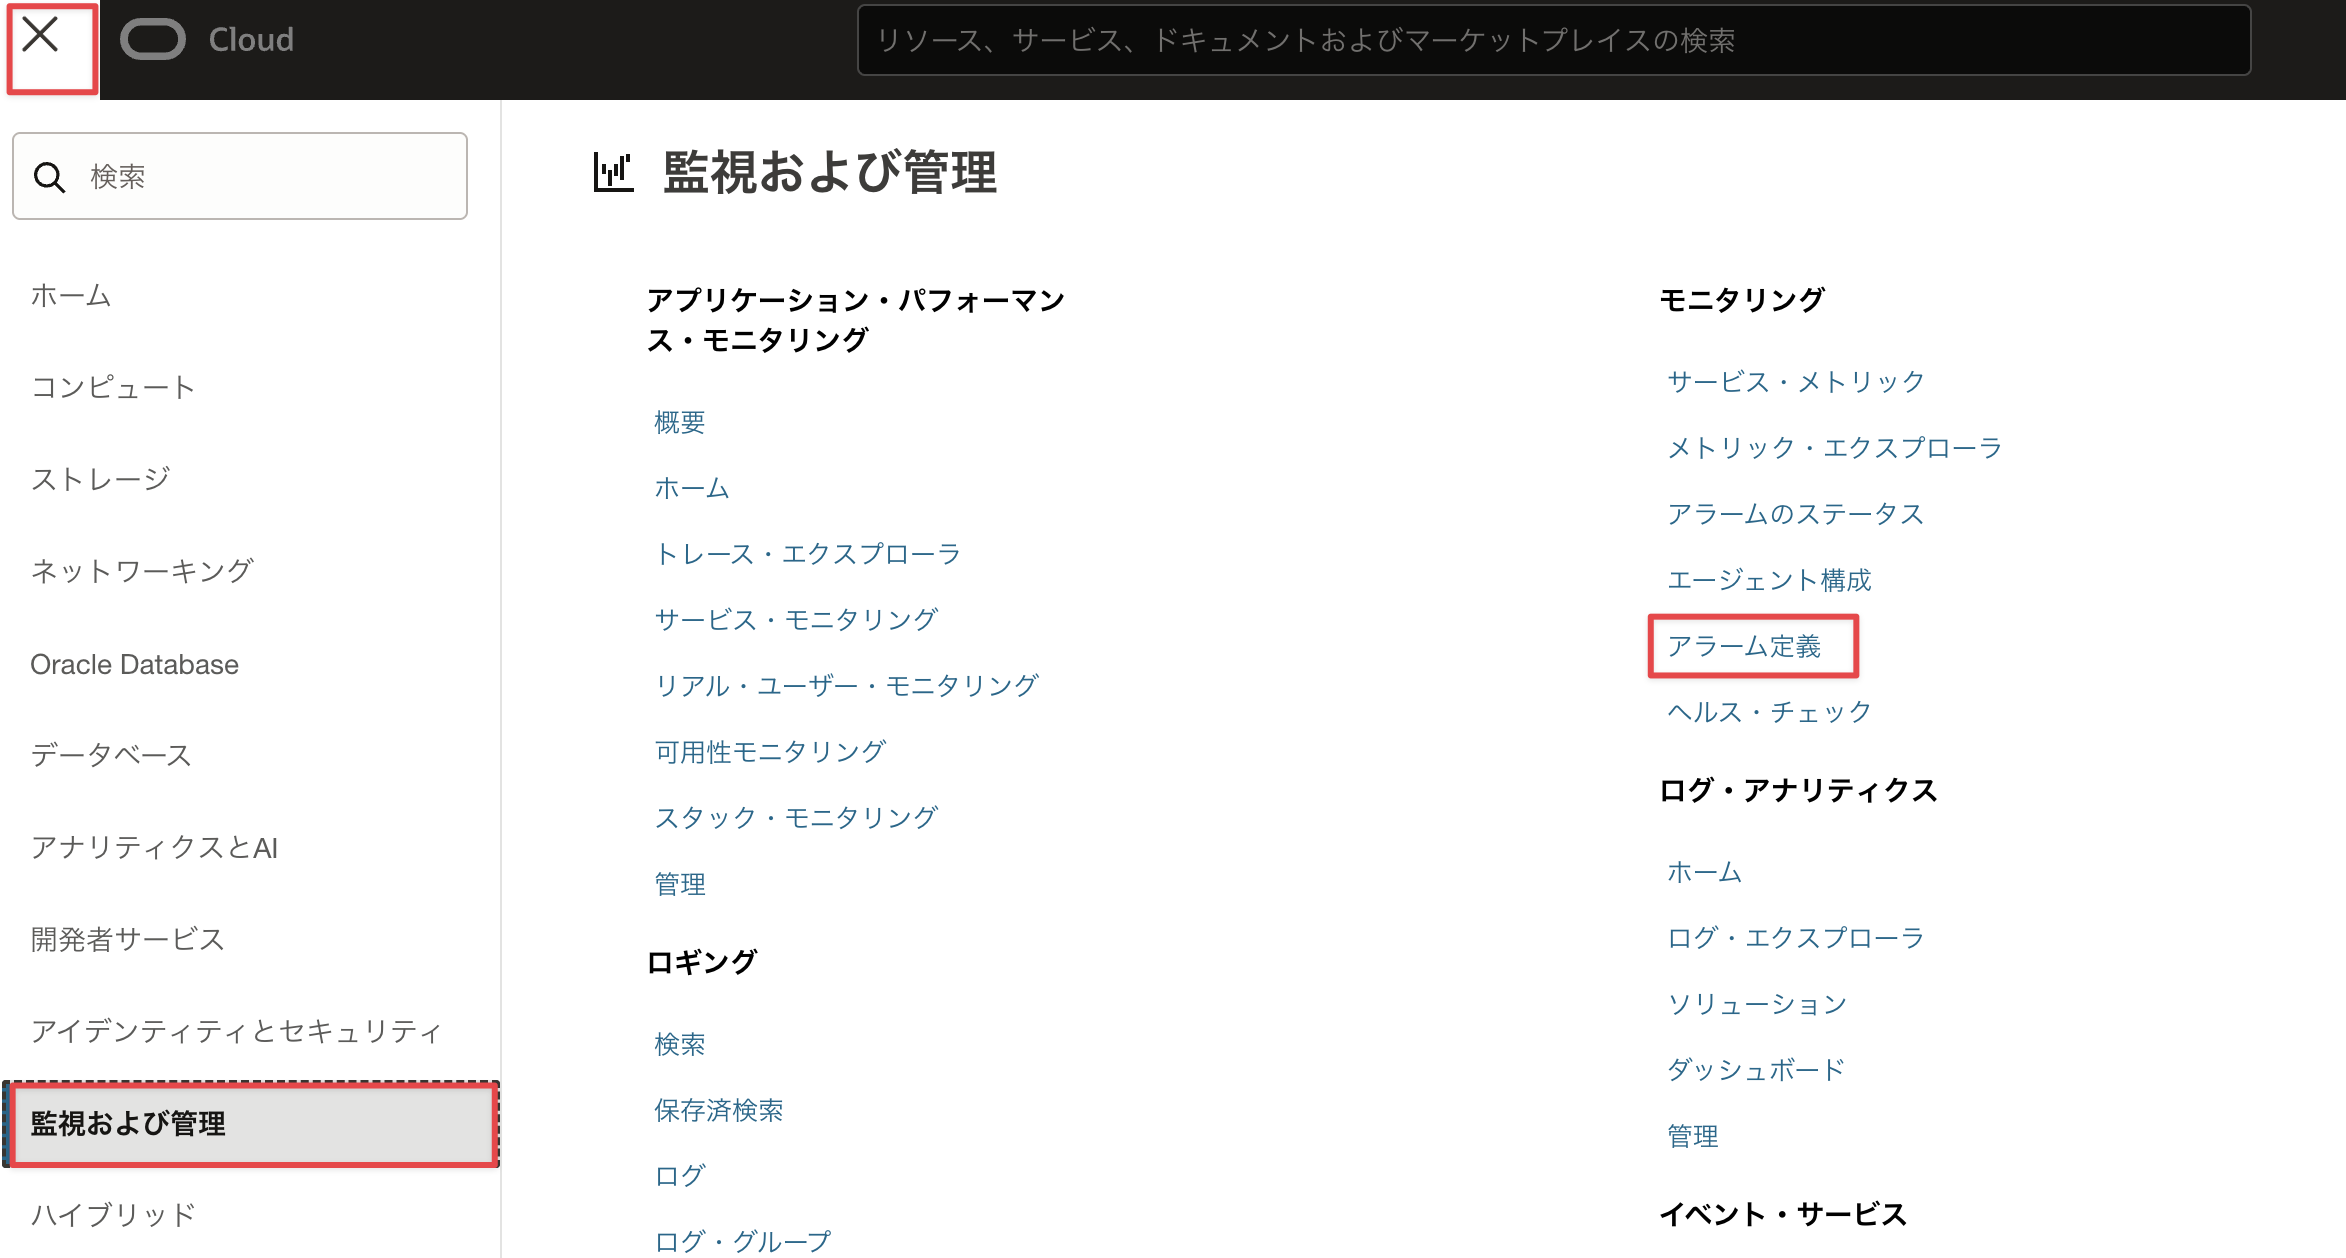 Cloud
リソース、サービス、ドキュメントおよびマーケットプレイスの検索
検索
ホーム
コンピュート
ストレージ
ネットワーキング
Oracle Database
データベース
アナリティクスとAI
開発者サービス
アイデンティティとセキュリティ
監視および管理
ハイブリッド
監視および管理
アプリケーション・パフォーマン
ス・モニタリング
概要
ホーム
トレース・エクスプローラ
サービス・モニタリング
リアル・ユーザー・モニタリング
可用性モニタリング
スタック・モニタリング
管理
ロギング
検索
保存済検索
ログ
ログ・グループ
モニタリング
サービス・メトリック
メトリック・エクスプローラ
アラームのステータス
エージェント構成
アラーム定義
ヘルス・チェック
ログ・アナリティクス
ホーム
ログ・エクスプローラ
ソリューション
ダッシュボード
管理
イベント・サービス